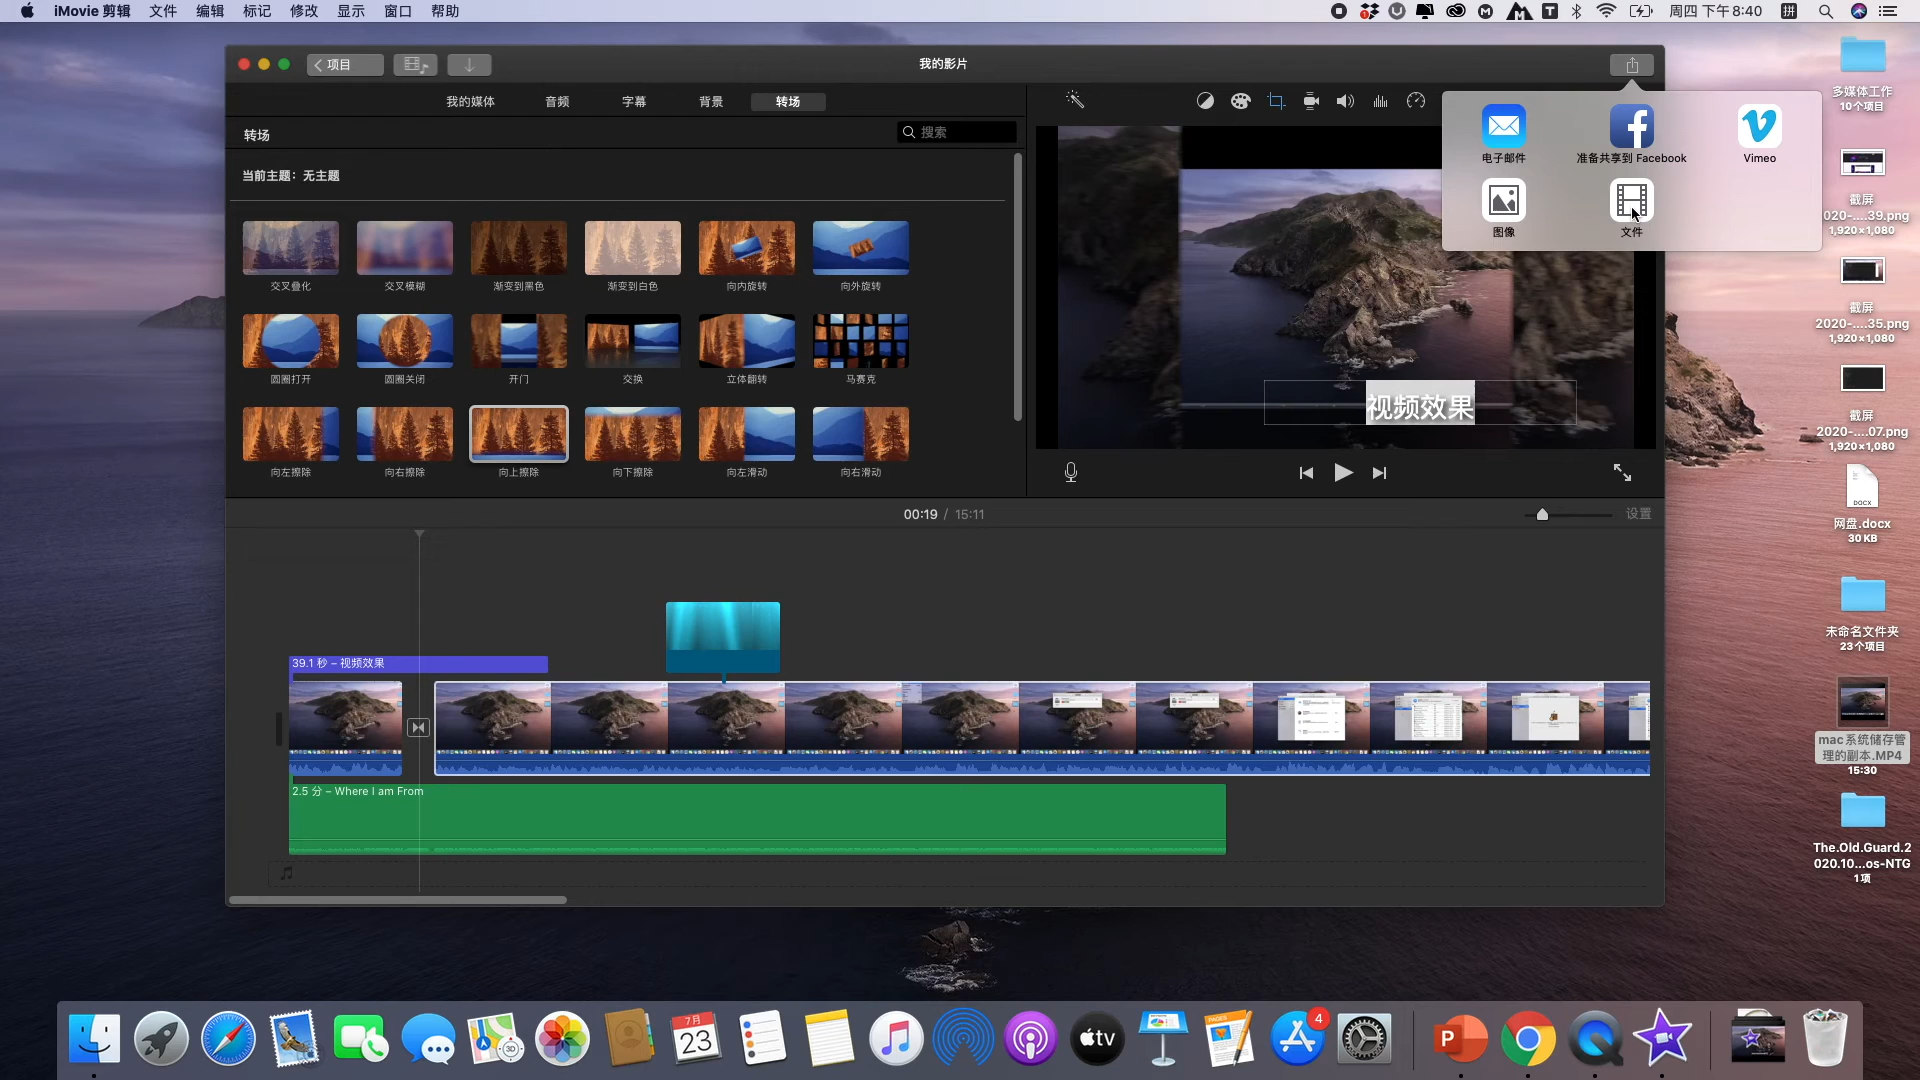 iMovie 剪辑 文件 编辑 标记 修改 显示 窗口 帮助
周四 下午8:40 拼
项目
我的影片
我的媒体 音频 字幕 背景 转场
转场
搜索
当前主题：无主题
交叉叠化 交叉模糊 渐变到黑色 渐变到白色 向内旋转 向外旋转
圆圈打开 圆圈关闭 开门 交换 立体翻转 马赛克
向左擦除 向右擦除 向上擦除 向下擦除 向左滑动 向右滑动
电子邮件 准备共享到 Facebook Vimeo
图像 文件
视频效果
00:19 / 15:11
设置
39.1 秒 – 视频效果
2.5 分 – Where I am From
多媒体工作
10个项目
截屏
2020-....39.png
1,920×1,080
截屏
2020-....35.png
1,920×1,080
截屏
2020-....07.png
1,920×1,080
DOCX
网盘.docx
30 KB
未命名文件夹
23个项目
mac系统储存管
理的副本.MP4
15:30
The.Old.Guard.2
020.10...os-NTG
1项
3D
7月
23
tv
PAGES
4
P